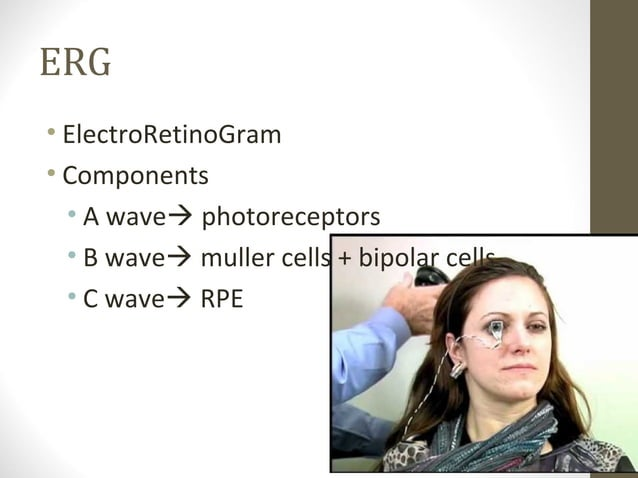 ERG
• ElectroRetinoGram
• Components
• A wave→ photoreceptors
• B wave→ muller cells + bipolar cells
• C wave→ RPE